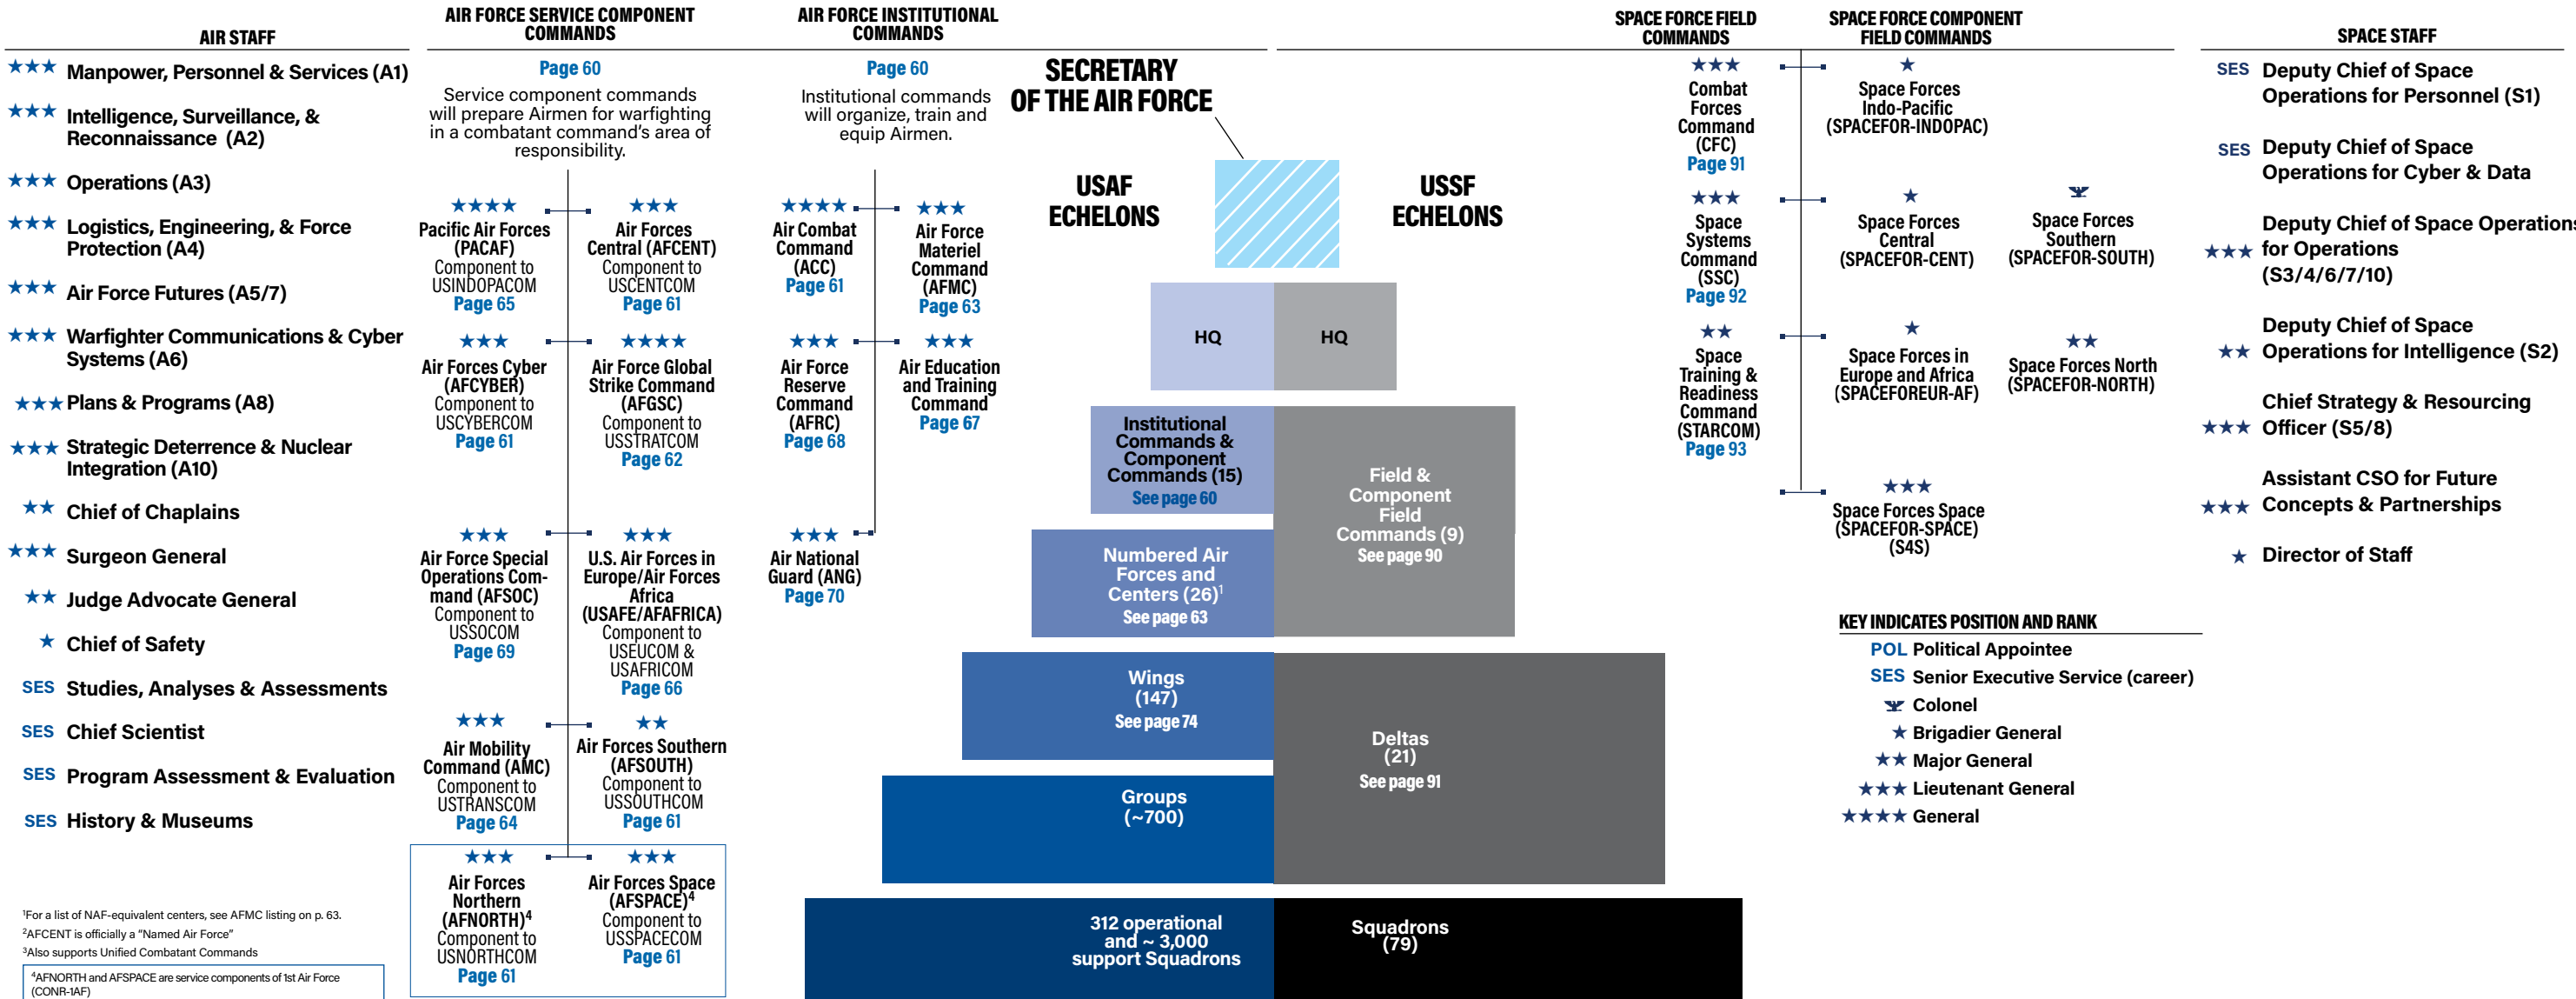 AIR STAFF
★★★ Manpower, Personnel & Services (A1)
★★★ Intelligence, Surveillance, &
Reconnaissance (A2)
★★★ Operations (A3)
★★★ Logistics, Engineering, & Force
Protection (A4)
★★★ Air Force Futures (A5/7)
★★★ Warfighter Communications & Cyber
Systems (A6)
★★★ Plans & Programs (A8)
★★★ Strategic Deterrence & Nuclear
Integration (A10)
★★ Chief of Chaplains
★★★ Surgeon General
★★ Judge Advocate General
★ Chief of Safety
SES Studies, Analyses & Assessments
SES Chief Scientist
SES Program Assessment & Evaluation
SES History & Museums
¹For a list of NAF-equivalent centers, see AFMC listing on p. 63.
²AFCENT is officially a “Named Air Force”
³Also supports Unified Combatant Commands
⁴AFNORTH and AFSPACE are service components of 1st Air Force
(CONR-1AF)
AIR FORCE SERVICE COMPONENT
COMMANDS
Page 60
Service component commands
will prepare Airmen for warfighting
in a combatant command’s area of
responsibility.
★★★★
Pacific Air Forces
(PACAF)
Component to
USINDOPACOM
Page 65
★★★
Air Forces
Central (AFCENT)
Component to
USCENTCOM
Page 61
★★★
Air Forces Cyber
(AFCYBER)
Component to
USCYBERCOM
Page 61
★★★★
Air Force Global
Strike Command
(AFGSC)
Component to
USSTRATCOM
Page 62
★★★
Air Force Special
Operations Com-
mand (AFSOC)
Component to
USSOCOM
Page 69
★★★
U.S. Air Forces in
Europe/Air Forces
Africa
(USAFE/AFAFRICA)
Component to
USEUCOM &
USAFRICOM
Page 66
★★★
Air Mobility
Command (AMC)
Component to
USTRANSCOM
Page 64
★★
Air Forces Southern
(AFSOUTH)
Component to
USSOUTHCOM
Page 61
★★★
Air Forces
Northern
(AFNORTH)⁴
Component to
USNORTHCOM
Page 61
★★★
Air Forces Space
(AFSPACE)⁴
Component to
USSPACECOM
Page 61
AIR FORCE INSTITUTIONAL
COMMANDS
Page 60
Institutional commands
will organize, train and
equip Airmen.
★★★★
Air Combat
Command
(ACC)
Page 61
★★★
Air Force
Materiel
Command
(AFMC)
Page 63
★★★
Air Force
Reserve
Command
(AFRC)
Page 68
★★★
Air Education
and Training
Command
Page 67
★★★
Air National
Guard (ANG)
Page 70
SECRETARY
OF THE AIR FORCE
USAF
ECHELONS
USSF
ECHELONS
HQ
HQ
Institutional
Commands &
Component
Commands (15)
See page 60
Field &
Component
Field
Commands (9)
See page 90
Numbered Air
Forces and
Centers (26)¹
See page 63
Wings
(147)
See page 74
Deltas
(21)
See page 91
Groups
(~700)
312 operational
and ~ 3,000
support Squadrons
Squadrons
(79)
SPACE FORCE FIELD
COMMANDS
★★★
Combat
Forces
Command
(CFC)
Page 91
★★★
Space
Systems
Command
(SSC)
Page 92
★★
Space
Training &
Readiness
Command
(STARCOM)
Page 93
SPACE FORCE COMPONENT
FIELD COMMANDS
★
Space Forces
Indo-Pacific
(SPACEFOR-INDOPAC)
★
Space Forces
Central
(SPACEFOR-CENT)
Space Forces
Southern
(SPACEFOR-SOUTH)
★
Space Forces in
Europe and Africa
(SPACEFOREUR-AF)
★★
Space Forces North
(SPACEFOR-NORTH)
★★★
Space Forces Space
(SPACEFOR-SPACE)
(S4S)
KEY INDICATES POSITION AND RANK
POL Political Appointee
SES Senior Executive Service (career)
Colonel
★ Brigadier General
★★ Major General
★★★ Lieutenant General
★★★★ General
SPACE STAFF
SES Deputy Chief of Space
Operations for Personnel (S1)
SES Deputy Chief of Space
Operations for Cyber & Data
Deputy Chief of Space Operations
★★★ for Operations
(S3/4/6/7/10)
Deputy Chief of Space
★★ Operations for Intelligence (S2)
Chief Strategy & Resourcing
★★★ Officer (S5/8)
Assistant CSO for Future
★★★ Concepts & Partnerships
★ Director of Staff